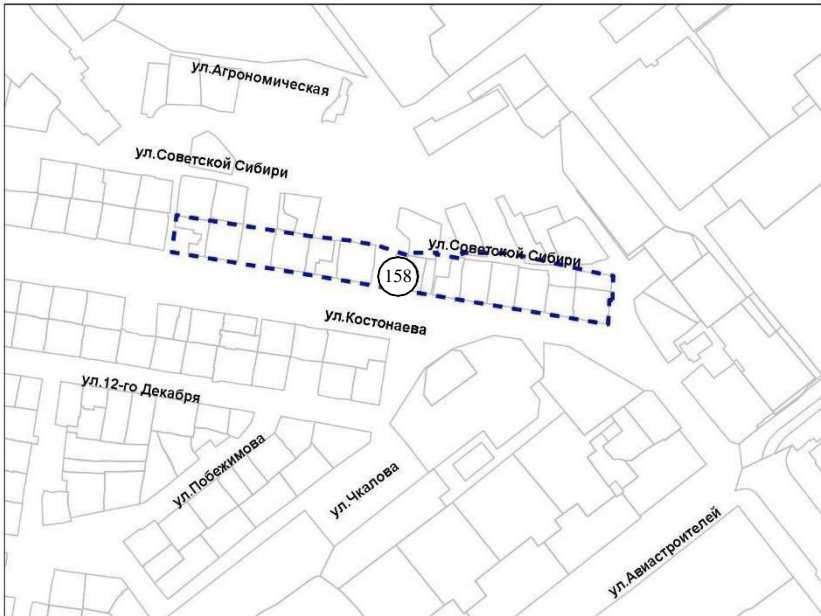 ул.Агрономическая
ул.Советской Сибири
ул.Советской Сибири
158
ул.Костонаева
ул.12-го Декабря
ул.Побежимова
ул.Чкалова
ул.Авиастроителей